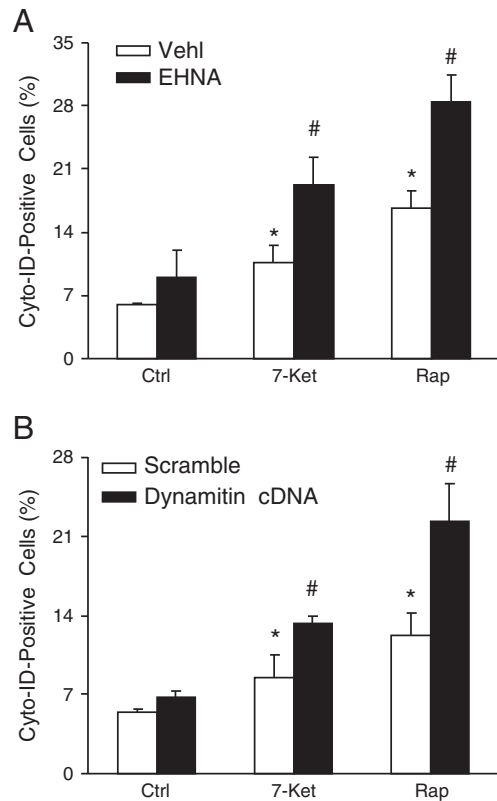 A
Cyto-ID-Positive Cells (%)
35
28
21
14
7
0
Vehl
EHNA
*
#
*
#
Ctrl
7-Ket
Rap
B
Cyto-ID-Positive Cells (%)
28
21
14
7
0
Scramble
Dynamitin cDNA
*
#
*
#
Ctrl
7-Ket
Rap